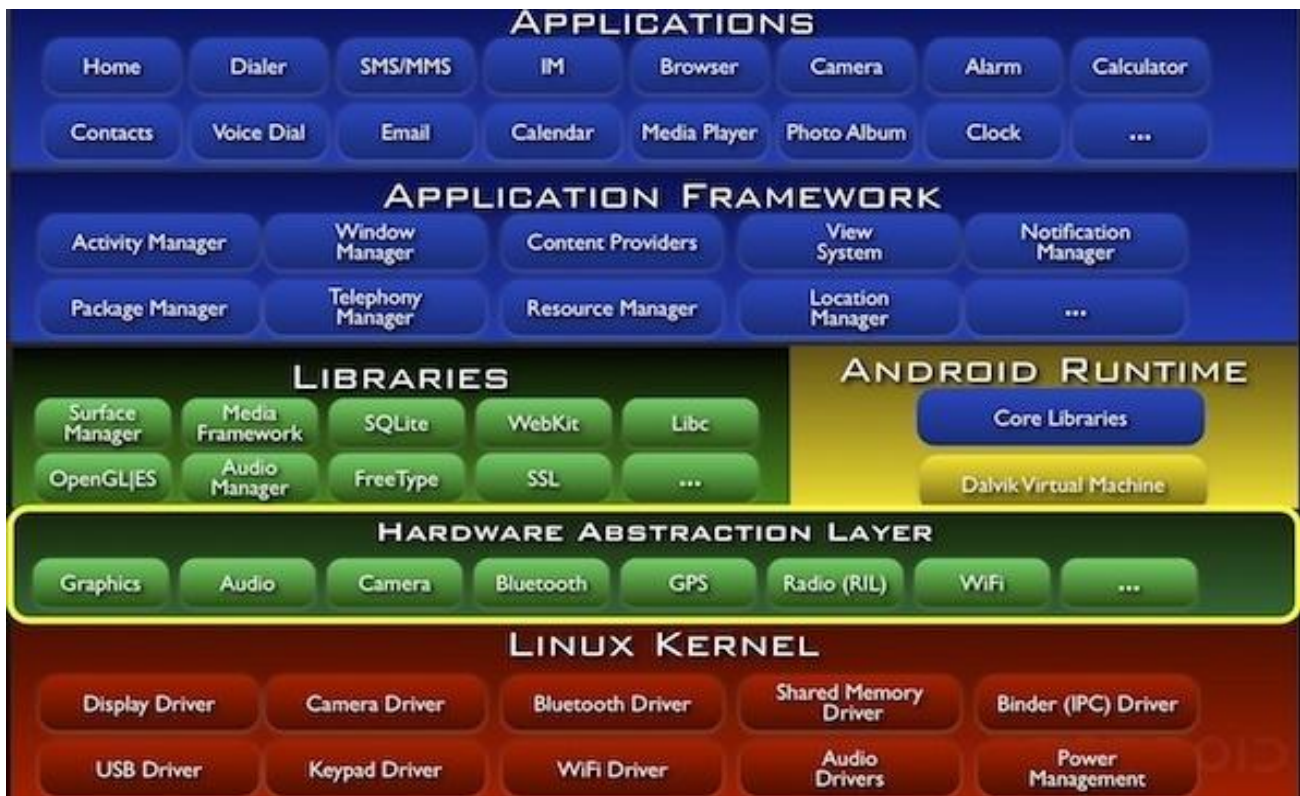 APPLICATIONS
Home Dialer SMS/MMS IM Browser Camera Alarm Calculator
Contacts Voice Dial Email Calendar Media Player Photo Album Clock ...
APPLICATION FRAMEWORK
Activity Manager Window Manager Content Providers View System Notification Manager
Package Manager Telephony Manager Resource Manager Location Manager ...
LIBRARIES
Surface Manager Media Framework SQLite WebKit Libc
OpenGL|ES Audio Manager FreeType SSL ...
ANDROID RUNTIME
Core Libraries
Dalvik Virtual Machine
HARDWARE ABSTRACTION LAYER
Graphics Audio Camera Bluetooth GPS Radio (RIL) WiFi ...
LINUX KERNEL
Display Driver Camera Driver Bluetooth Driver Shared Memory Driver Binder (IPC) Driver
USB Driver Keypad Driver WiFi Driver Audio Drivers Power Management